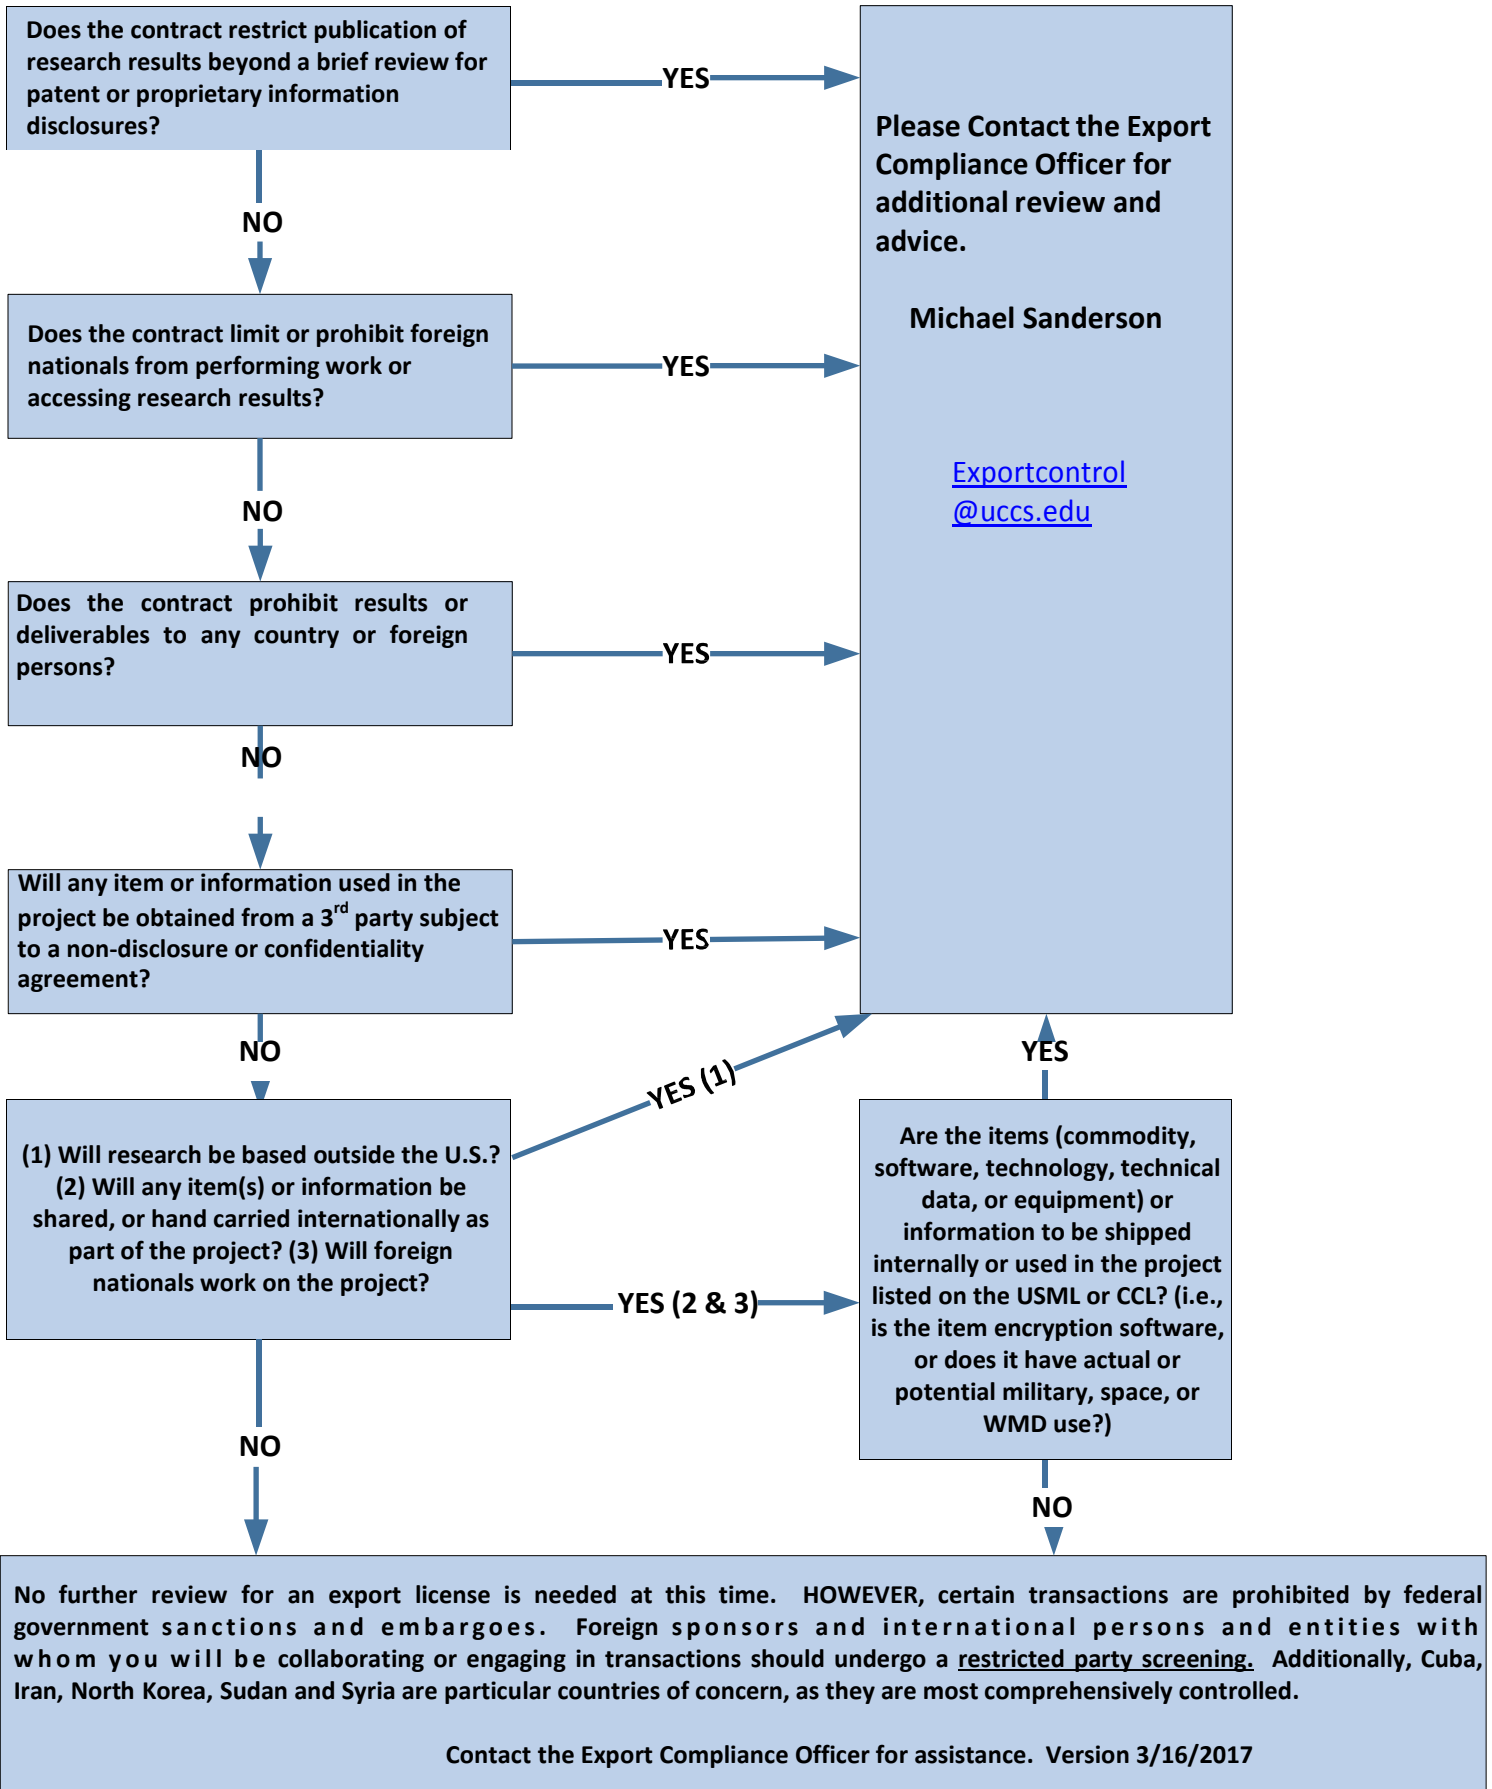 Does the contract restrict publication of
research results beyond a brief review for
patent or proprietary information
disclosures?
YES
NO
Please Contact the Export
Compliance Officer for
additional review and
advice.
Michael Sanderson
Exportcontrol
@uccs.edu
Does the contract limit or prohibit foreign
nationals from performing work or
accessing research results?
YES
NO
Does the contract prohibit results or
deliverables to any country or foreign
persons?
YES
NO
Will any item or information used in the
project be obtained from a 3rd party subject
to a non-disclosure or confidentiality
agreement?
YES
NO
(1) Will research be based outside the U.S.?
(2) Will any item(s) or information be
shared, or hand carried internationally as
part of the project? (3) Will foreign
nationals work on the project?
YES (1)
YES (2 & 3)
NO
YES
Are the items (commodity,
software, technology, technical
data, or equipment) or
information to be shipped
internally or used in the project
listed on the USML or CCL? (i.e.,
is the item encryption software,
or does it have actual or
potential military, space, or
WMD use?)
NO
No further review for an export license is needed at this time. HOWEVER, certain transactions are prohibited by federal
government sanctions and embargoes. Foreign sponsors and international persons and entities with
whom you will be collaborating or engaging in transactions should undergo a restricted party screening. Additionally, Cuba,
Iran, North Korea, Sudan and Syria are particular countries of concern, as they are most comprehensively controlled.
Contact the Export Compliance Officer for assistance. Version 3/16/2017